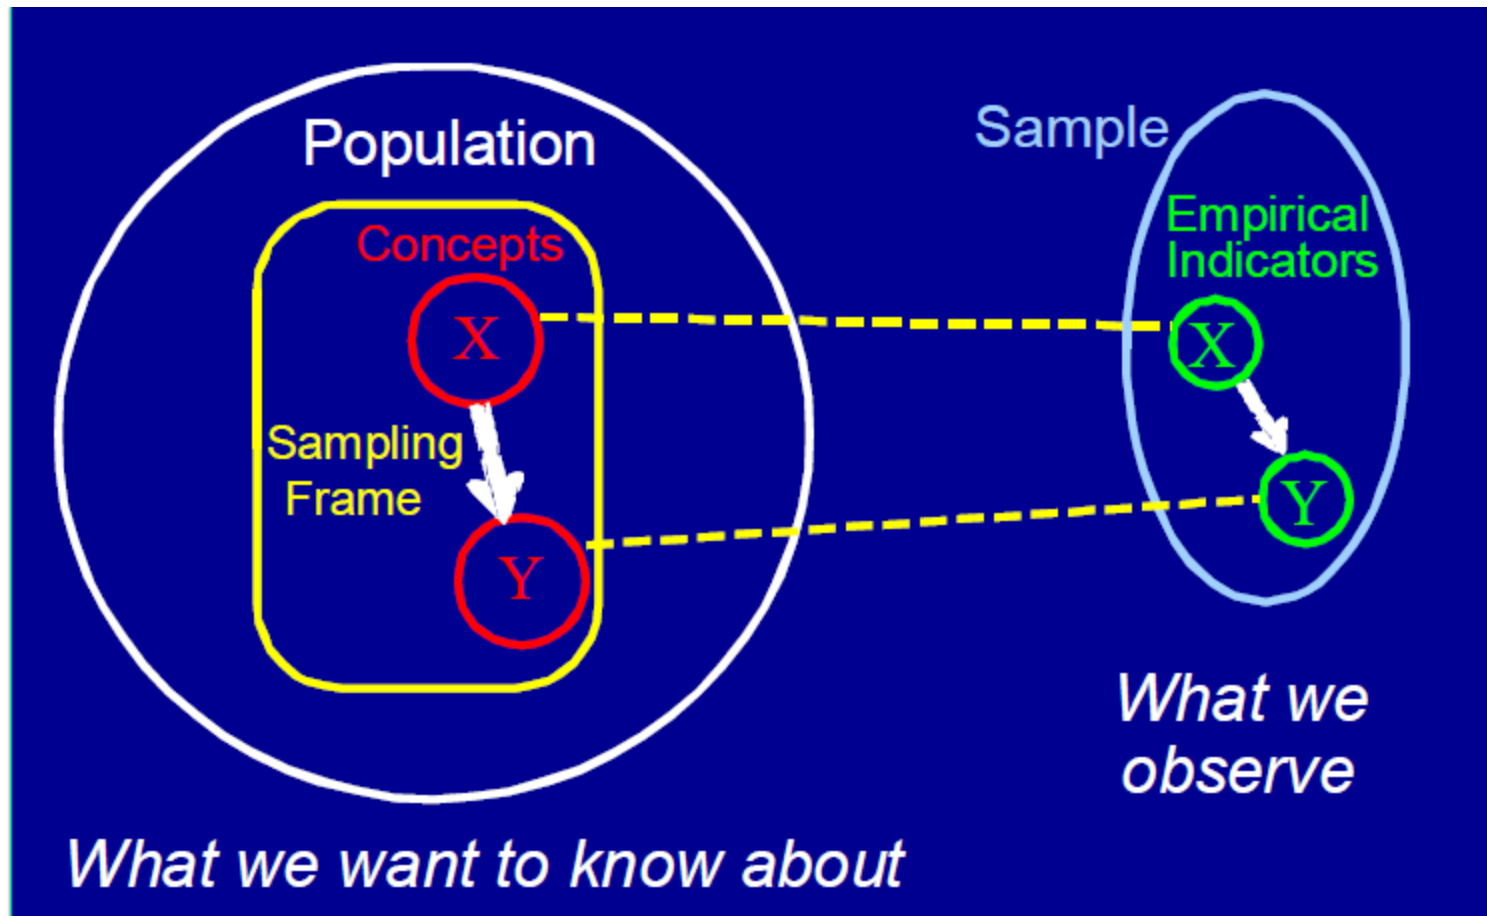 Population
Concepts
X
Sampling
Frame
Y
What we want to know about
Sample
Empirical
Indicators
X
Y
What we
observe